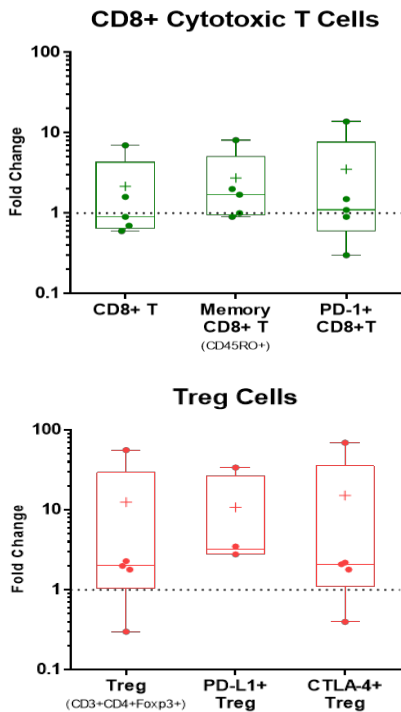 CD8+ Cytotoxic T Cells
100
10
1
0.1
Fold Change
CD8+ T
Memory
CD8+ T
(CD45RO+)
PD-1+
CD8+T
Treg Cells
100
10
1
0.1
Fold Change
Treg
(CD3+CD4+Foxp3+)
PD-L1+
Treg
CTLA-4+
Treg